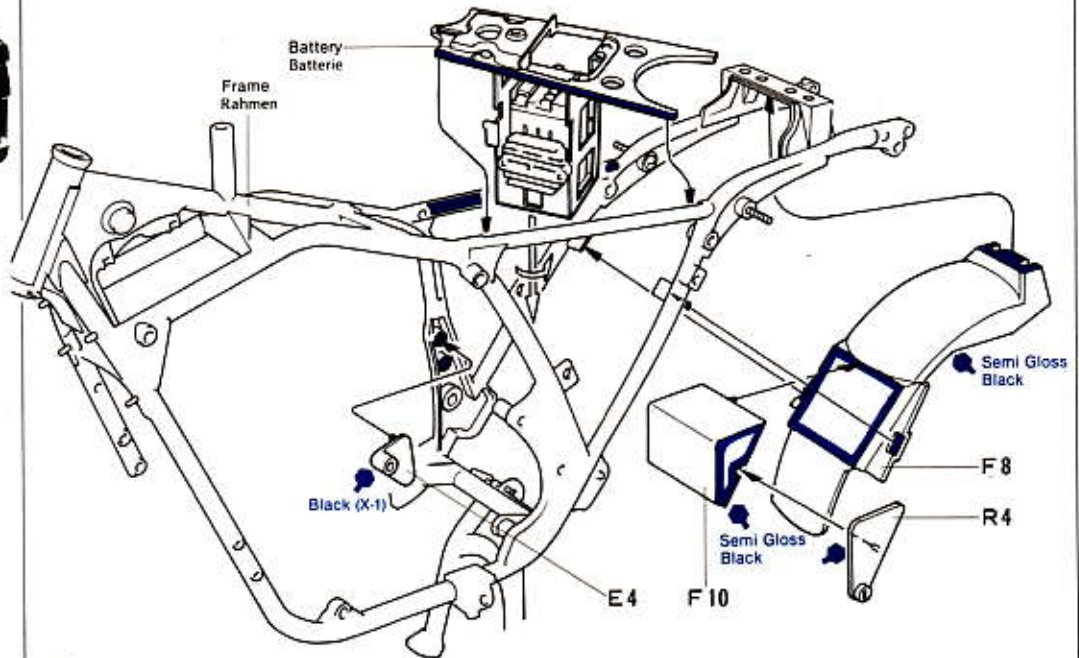 Battery
Batterie
Frame
Rahmen
Semi Gloss
Black
F8
Black (X-1)
R4
Semi Gloss
Black
E4
F10